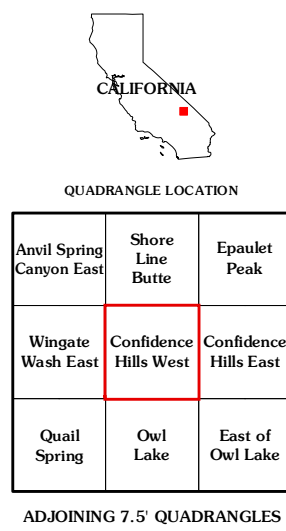 CALIFORNIA
QUADRANGLE LOCATION
Anvil Spring
Canyon East
Shore
Line
Butte
Epaulet
Peak
Wingate
Wash East
Confidence
Hills West
Confidence
Hills East
Quail
Spring
Owl
Lake
East of
Owl Lake
ADJOINING 7.5' QUADRANGLES